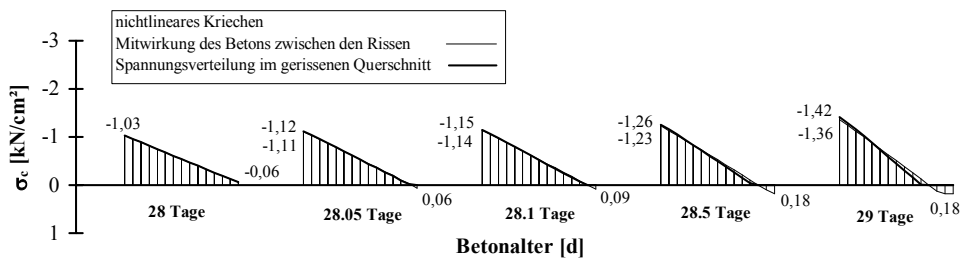 nichtlineares Kriechen
Mitwirkung des Betons zwischen den Rissen
Spannungsverteilung im gerissenen Querschnitt
σc [kN/cm²]
-3
-2
-1
0
1
-1,03
-0,06
28 Tage
-1,12
-1,11
0,06
28.05 Tage
-1,15
-1,14
0,09
28.1 Tage
-1,26
-1,23
0,18
28.5 Tage
-1,42
-1,36
0,18
29 Tage
Betonalter [d]